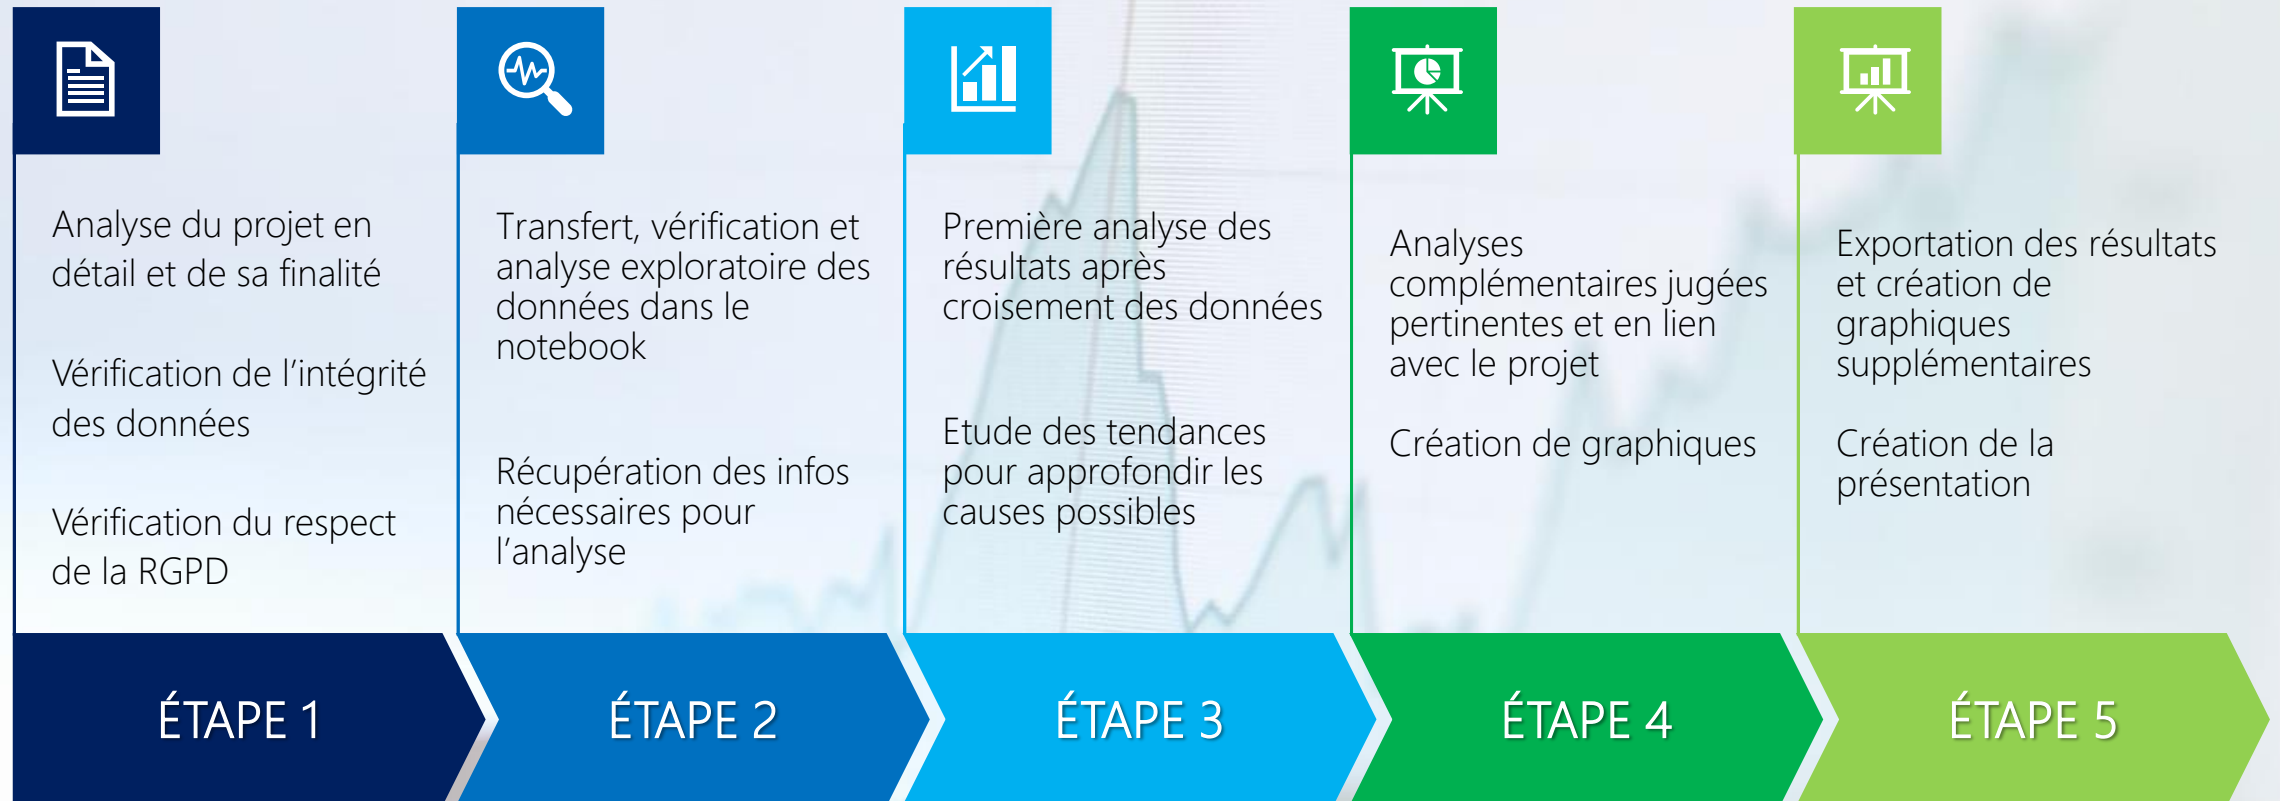 Analyse du projet en
détail et de sa finalité
Vérification de l'intégrité
des données
Vérification du respect
de la RGPD
ÉTAPE 1
Transfert, vérification et
analyse exploratoire des
données dans le
notebook
Récupération des infos
nécessaires pour
l'analyse
ÉTAPE 2
Première analyse des
résultats après
croisement des données
Etude des tendances
pour approfondir les
causes possibles
ÉTAPE 3
Analyses
complémentaires jugées
pertinentes et en lien
avec le projet
Création de graphiques
ÉTAPE 4
Exportation des résultats
et création de
graphiques
supplémentaires
Création de la
présentation
ÉTAPE 5